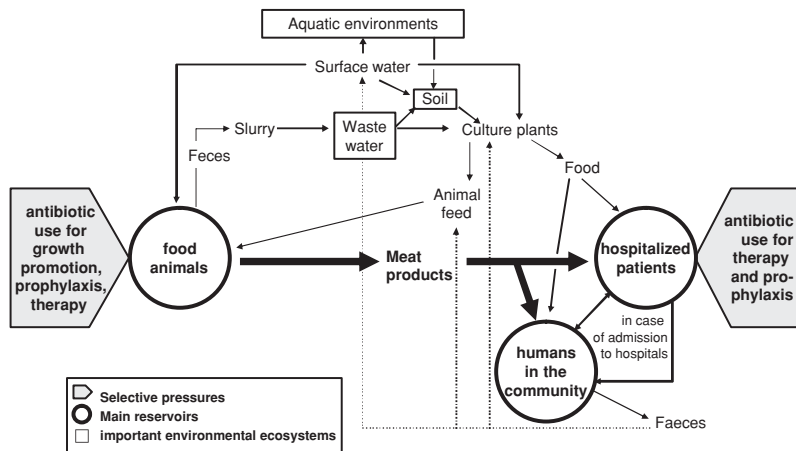 Aquatic environments
Surface water
Soil
Slurry
Waste
water
Culture plants
Feces
Food
Animal
feed
antibiotic
use for
growth
promotion,
prophylaxis,
therapy
food
animals
Meat
products
hospitalized
patients
antibiotic
use for
therapy
and pro-
phylaxis
in case
of admission
to hospitals
humans
in the
community
Faeces
Selective pressures
Main reservoirs
important environmental ecosystems